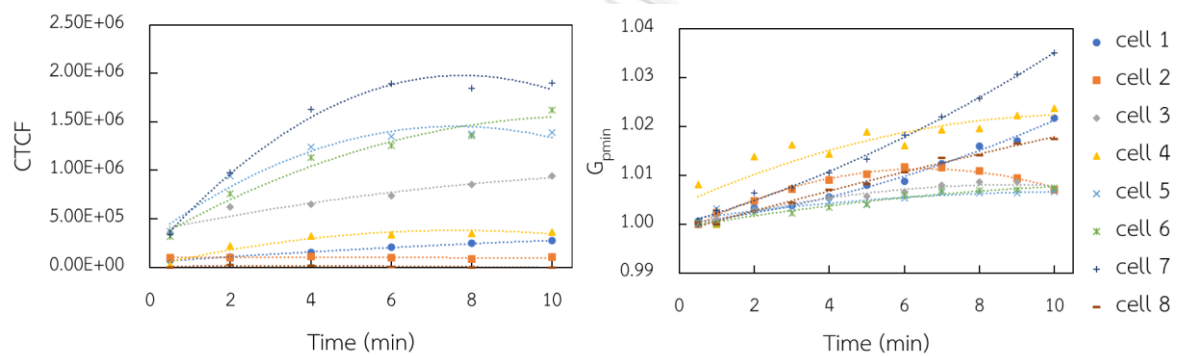 2.50E+06
2.00E+06
1.50E+06
1.00E+06
5.00E+05
0.00E+00
CTCF
0 2 4 6 8 10
Time (min)
1.04
1.03
1.02
1.01
1.00
0.99
Gpmin
0 2 4 6 8 10
Time (min)
cell 1
cell 2
cell 3
cell 4
cell 5
cell 6
cell 7
cell 8